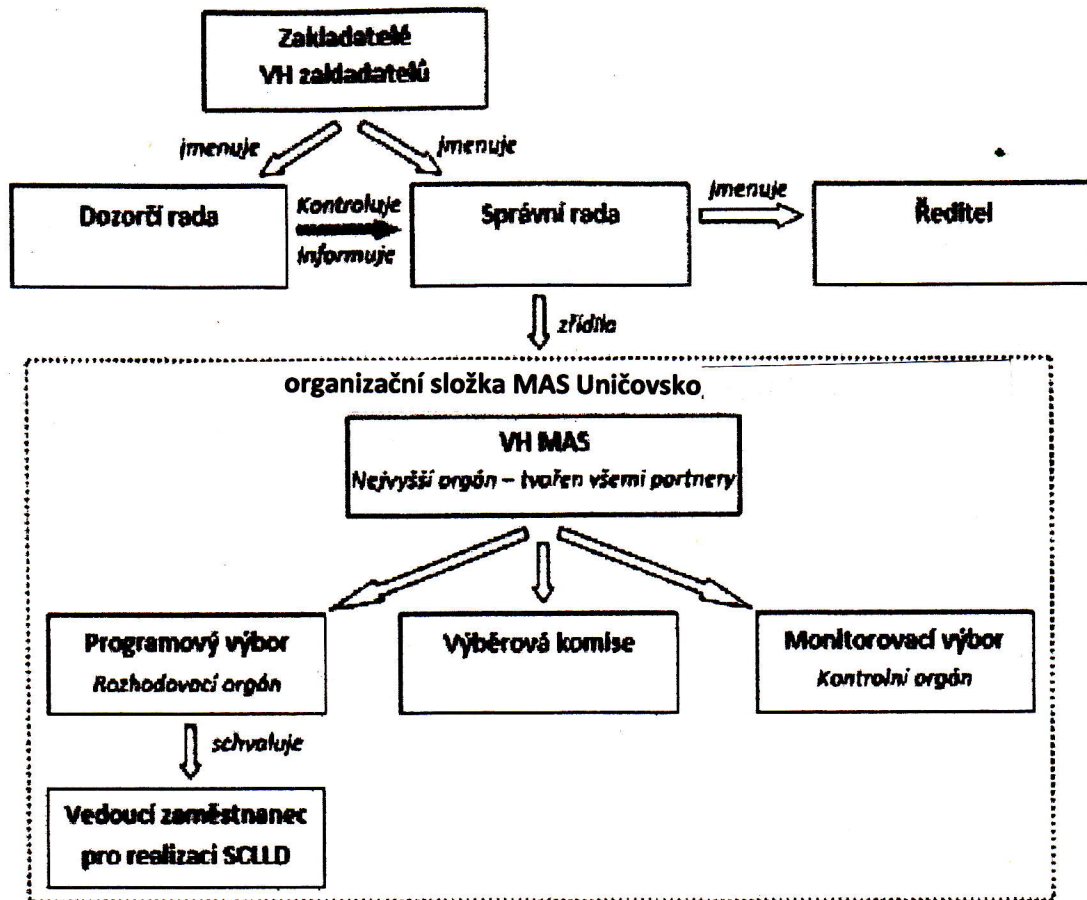 Zakladatelé
VH zakladatelů
jmenuje
jmenuje
Dozorčí rada
Kontroluje
Informuje
Správní rada
jmenuje
Ředitel
zřídila
organizační složka MAS Uničovsko
VH MAS
Nejvyšší orgán – tvořen všemi partnery
Programový výbor
Rozhodovací orgán
Výběrová komise
Monitorovací výbor
Kontrolní orgán
schvaluje
Vedoucí zaměstnanec
pro realizaci SCLLD